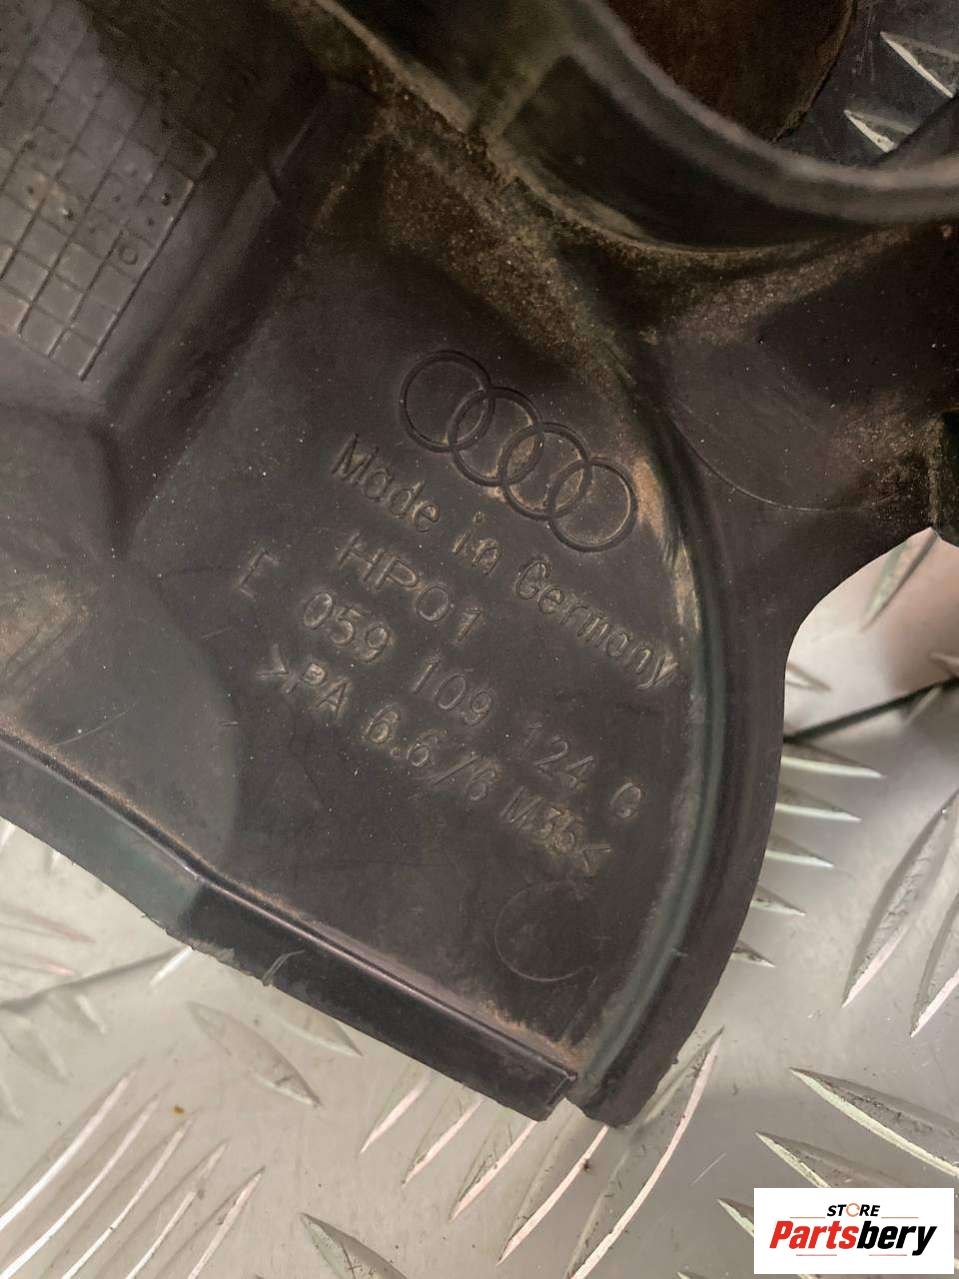 Made in Germany
HP01
059 109 124 G
>PA 6.6/6 M35<
STORE
Partsbery